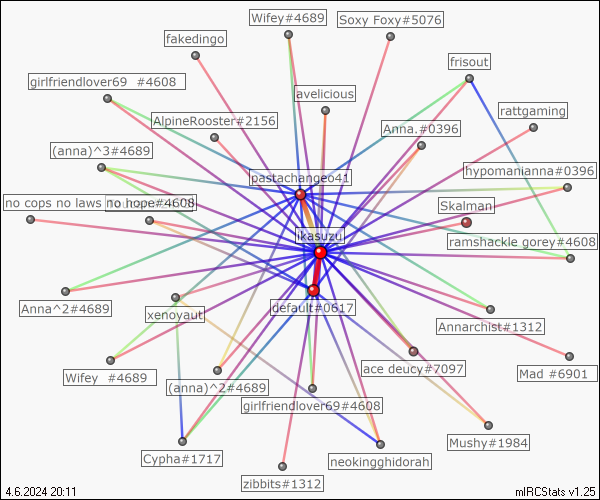 Wifey#4689
Soxy Foxy#5076
fakedingo
frisout
girlfriendlover69 #4608
avelicious
rattgaming
AlpineRooster#2156
Anna.#0396
(anna)^3#4689
pastachangeo41
hypomanianna#0396
no cops no laws no hope#4608
Skalman
ikasuzu
ramshackle gorey#4608
Anna^2#4689
xenoyaut
default#0617
Annarchist#1312
Wifey #4689
(anna)^2#4689
ace deucy#7097
Mad #6901
girlfriendlover69#4608
Mushy#1984
Cypha#1717
neokingghidorah
zibbits#1312
4.6.2024 20:11
mIRCStats v1.25